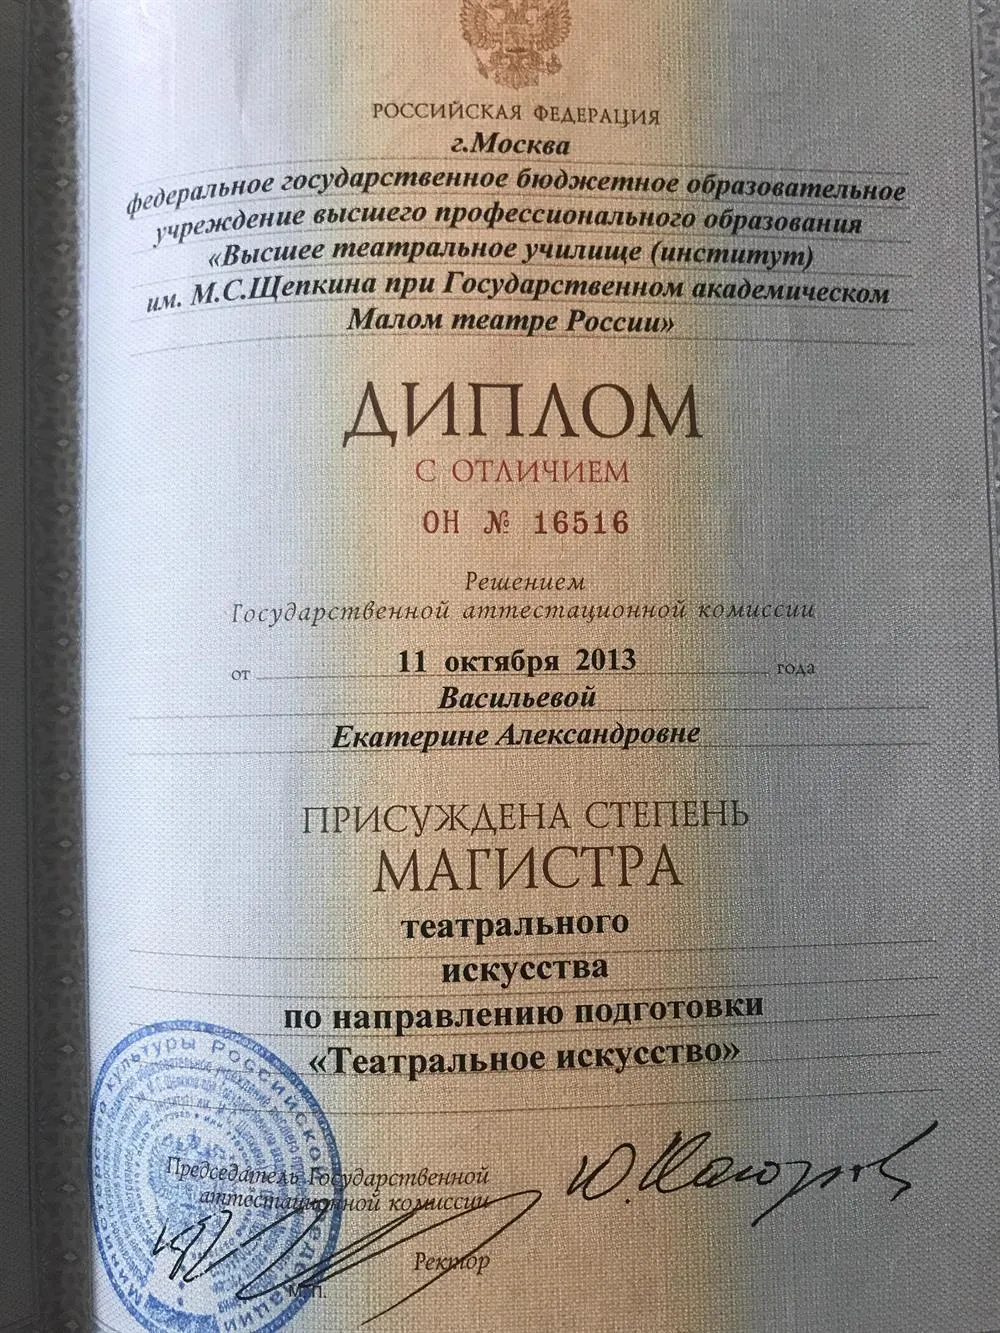 РОССИЙСКАЯ ФЕДЕРАЦИЯ
г.Москва
федеральное государственное бюджетное образовательное
учреждение высшего профессионального образования
«Высшее театральное училище (институт)
им. М.С.Щепкина при Государственном академическом
Малом театре России»
ДИПЛОМ
С ОТЛИЧИЕМ
ОН № 16516
Решением
Государственной аттестационной комиссии
от 11 октября 2013 года
Васильевой
Екатерине Александровне
ПРИСУЖДЕНА СТЕПЕНЬ
МАГИСТРА
театрального
искусства
по направлению подготовки
«Театральное искусство»
Председатель Государственной
аттестационной комиссии
Ректор
М.П.